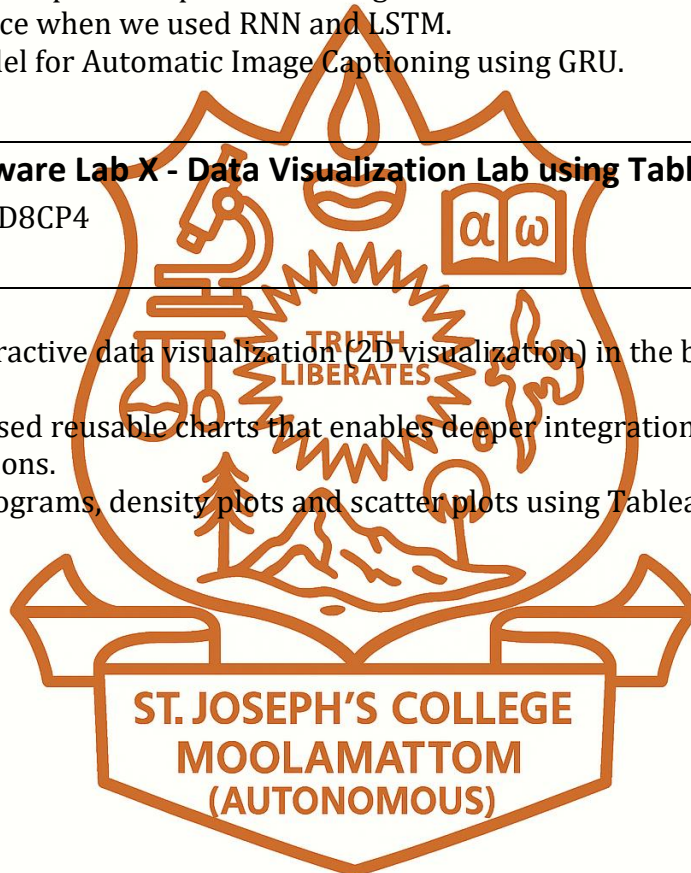 ce when we used RNN and LSTM.
del for Automatic Image Captioning using GRU.
ware Lab X - Data Visualization Lab using Tabl
D8CP4
α ω
ractive data visualization (2D visualization) in the b
TRUTH
LIBERATES
sed reusable charts that enables deeper integration
ons.
ograms, density plots and scatter plots using Tablea
ST. JOSEPH'S COLLEGE
MOOLAMATTOM
(AUTONOMOUS)